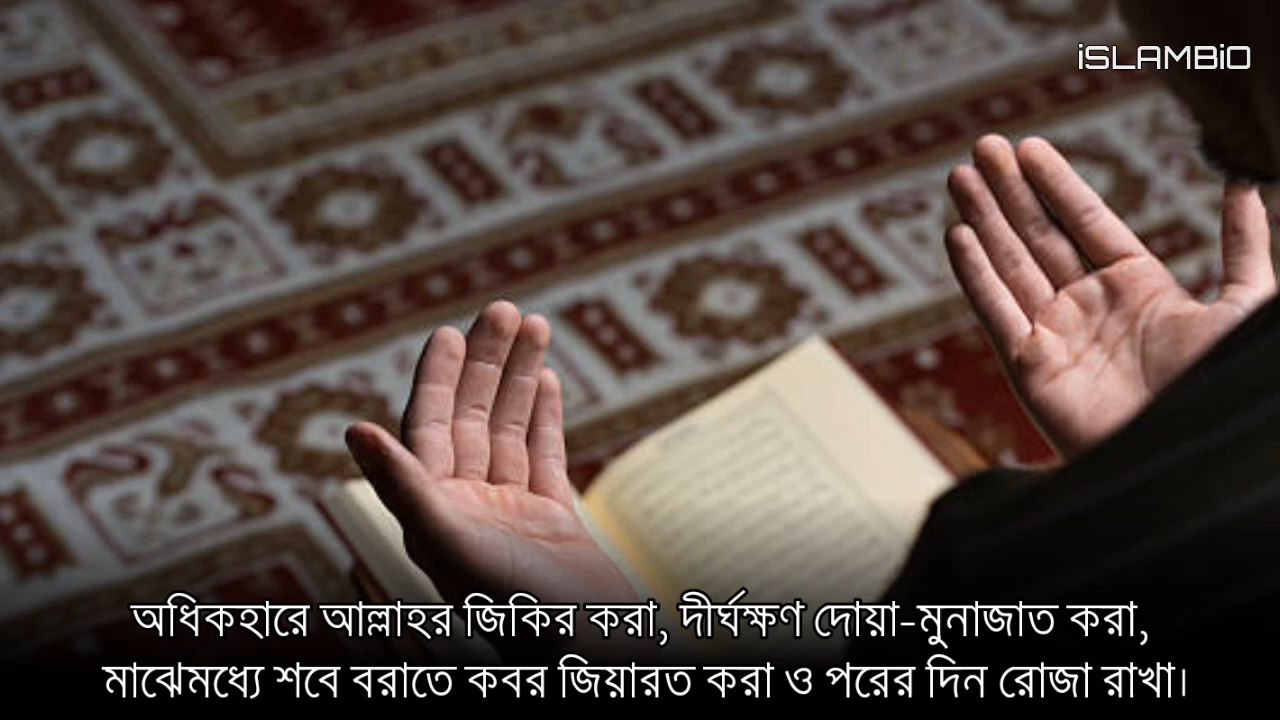 iSLAMBiO
অধিকহারে আল্লাহর জিকির করা, দীর্ঘক্ষণ দোয়া-মুনাজাত করা,
মাঝেমধ্যে শবে বরাতে কবর জিয়ারত করা ও পরের দিন রোজা রাখা।